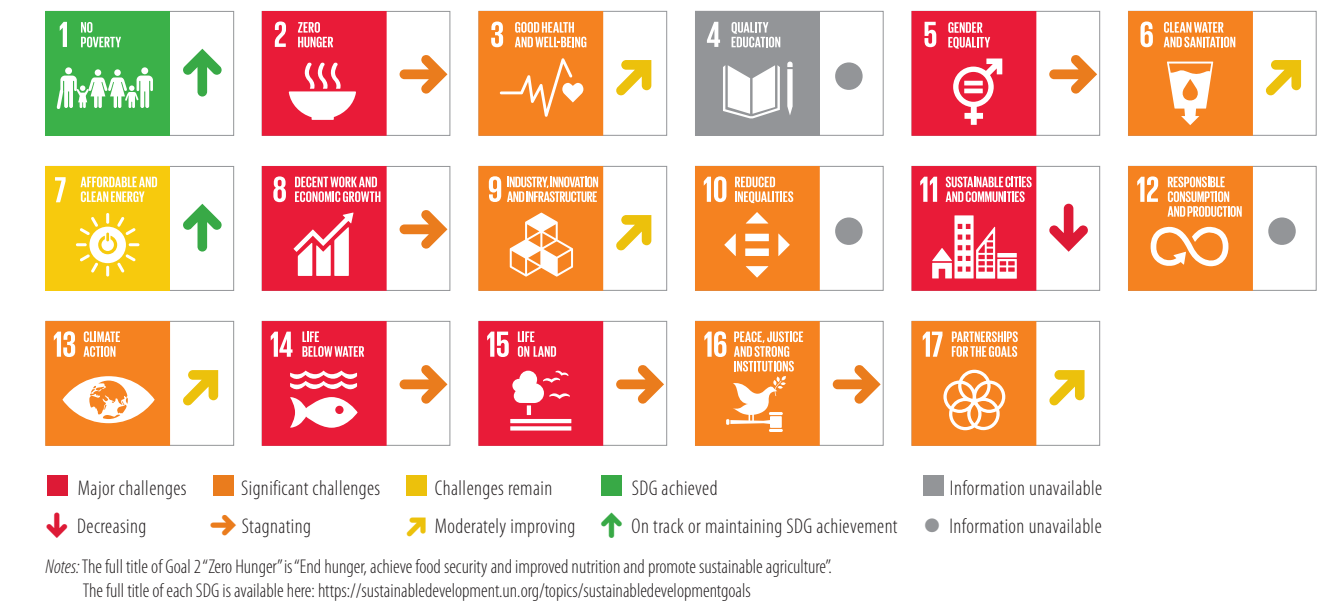 1 NO
POVERTY
2 ZERO
HUNGER
3 GOOD HEALTH
AND WELL-BEING
4 QUALITY
EDUCATION
5 GENDER
EQUALITY
6 CLEAN WATER
AND SANITATION
7 AFFORDABLE AND
CLEAN ENERGY
8 DECENT WORK AND
ECONOMIC GROWTH
9 INDUSTRY, INNOVATION
AND INFRASTRUCTURE
10 REDUCED
INEQUALITIES
11 SUSTAINABLE CITIES
AND COMMUNITIES
12 RESPONSIBLE
CONSUMPTION
AND PRODUCTION
13 CLIMATE
ACTION
14 LIFE
BELOW WATER
15 LIFE
ON LAND
16 PEACE, JUSTICE
AND STRONG
INSTITUTIONS
17 PARTNERSHIPS
FOR THE GOALS
Major challenges Significant challenges Challenges remain SDG achieved Information unavailable
Decreasing Stagnating Moderately improving On track or maintaining SDG achievement Information unavailable
Notes: The full title of Goal 2 “Zero Hunger” is “End hunger, achieve food security and improved nutrition and promote sustainable agriculture”.
The full title of each SDG is available here: https://sustainabledevelopment.un.org/topics/sustainabledevelopmentgoals